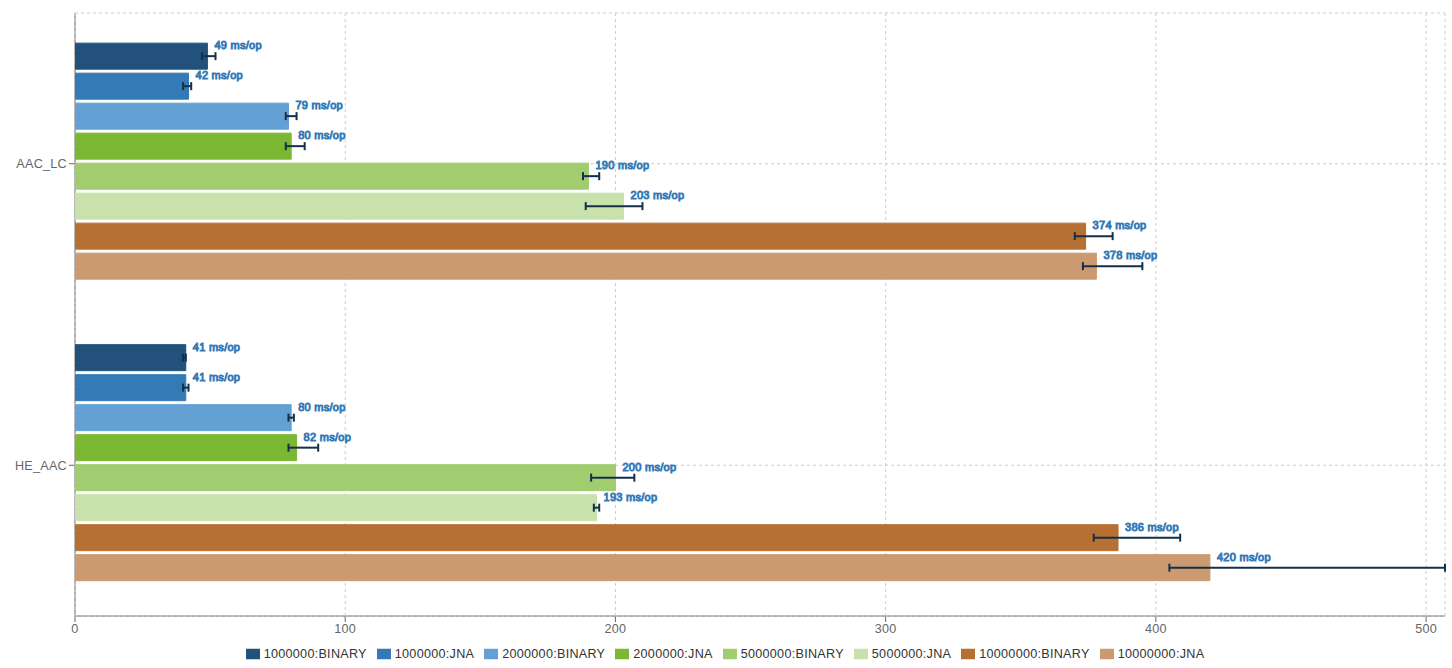 49 ms/op
42 ms/op
79 ms/op
80 ms/op
AAC_LC
190 ms/op
203 ms/op
374 ms/op
378 ms/op
41 ms/op
41 ms/op
80 ms/op
82 ms/op
HE_AAC
200 ms/op
193 ms/op
386 ms/op
420 ms/op
0 100 200 300 400 500
1000000:BINARY 1000000:JNA 2000000:BINARY 2000000:JNA 5000000:BINARY 5000000:JNA 10000000:BINARY 10000000:JNA